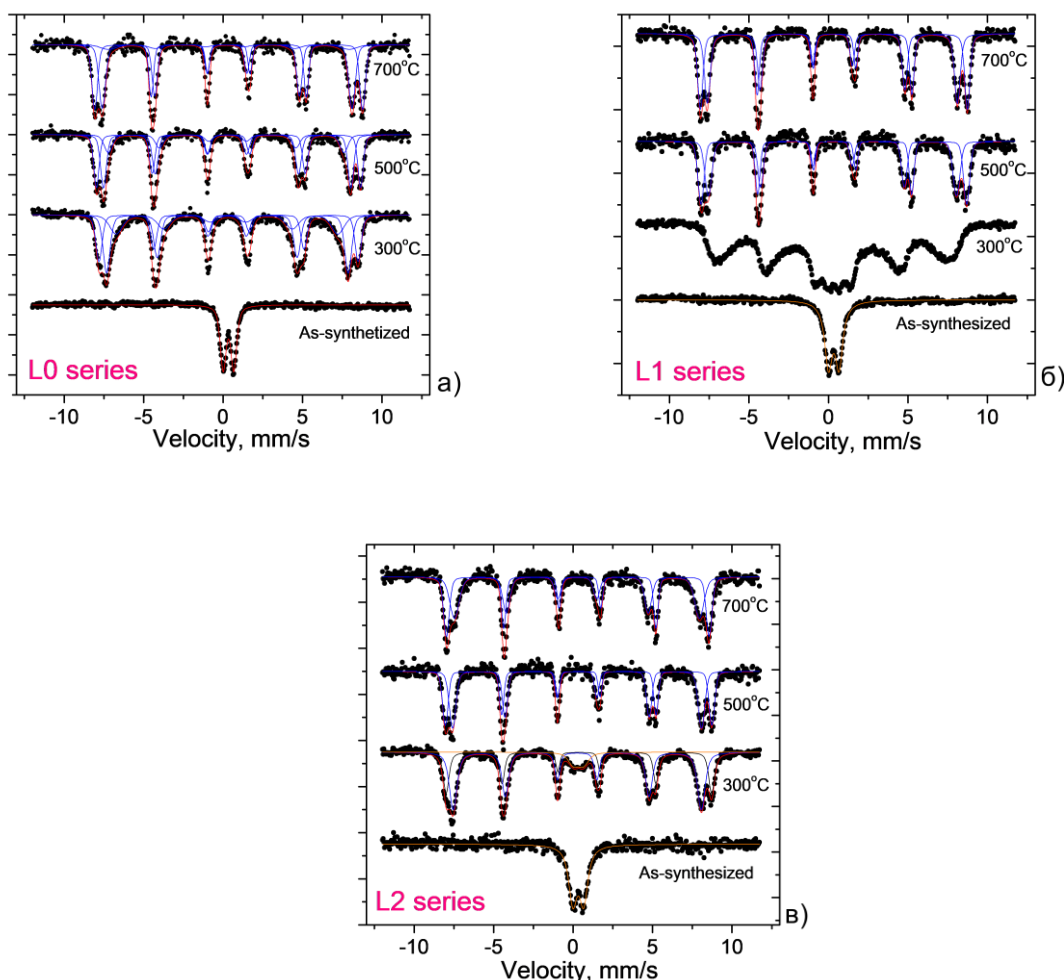 700°C
500°C
300°C
As-synthetized
L0 series
а)
-10 -5 0 5 10
Velocity, mm/s
700°C
500°C
300°C
As-synthesized
L1 series
б)
-10 -5 0 5 10
Velocity, mm/s
700°C
500°C
300°C
As-synthesized
L2 series
в)
-10 -5 0 5 10
Velocity, mm/s